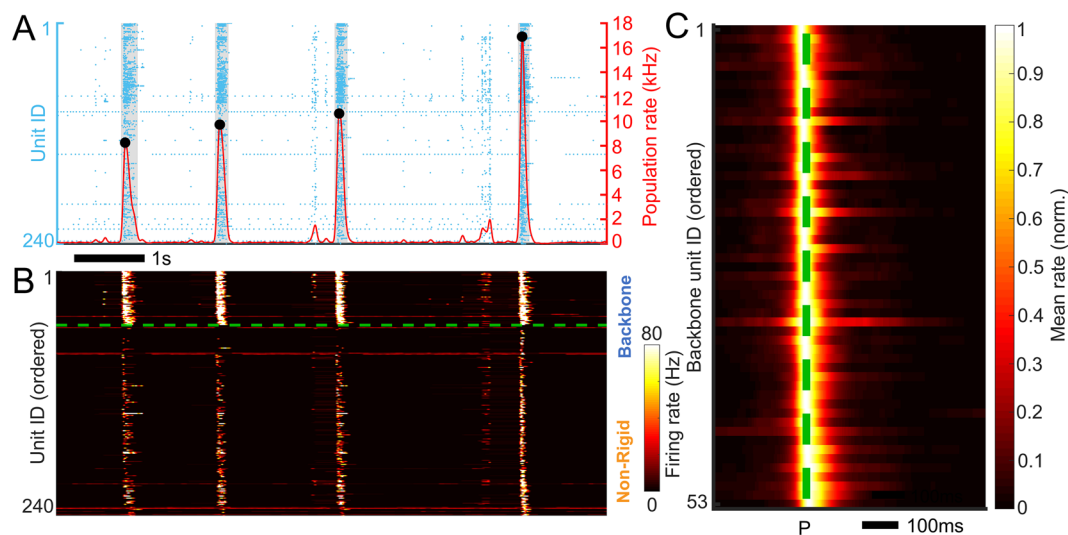 A
1
Unit ID
240
18
16
14
12
10
8
6
4
2
0
Population rate (kHz)
1s
B
1
Unit ID (ordered)
240
Backbone
Non-Rigid
80
0
Firing rate (Hz)
C
1
Backbone unit ID (ordered)
53
P
100ms
1
0.9
0.8
0.7
0.6
0.5
0.4
0.3
0.2
0.1
0
Mean rate (norm.)